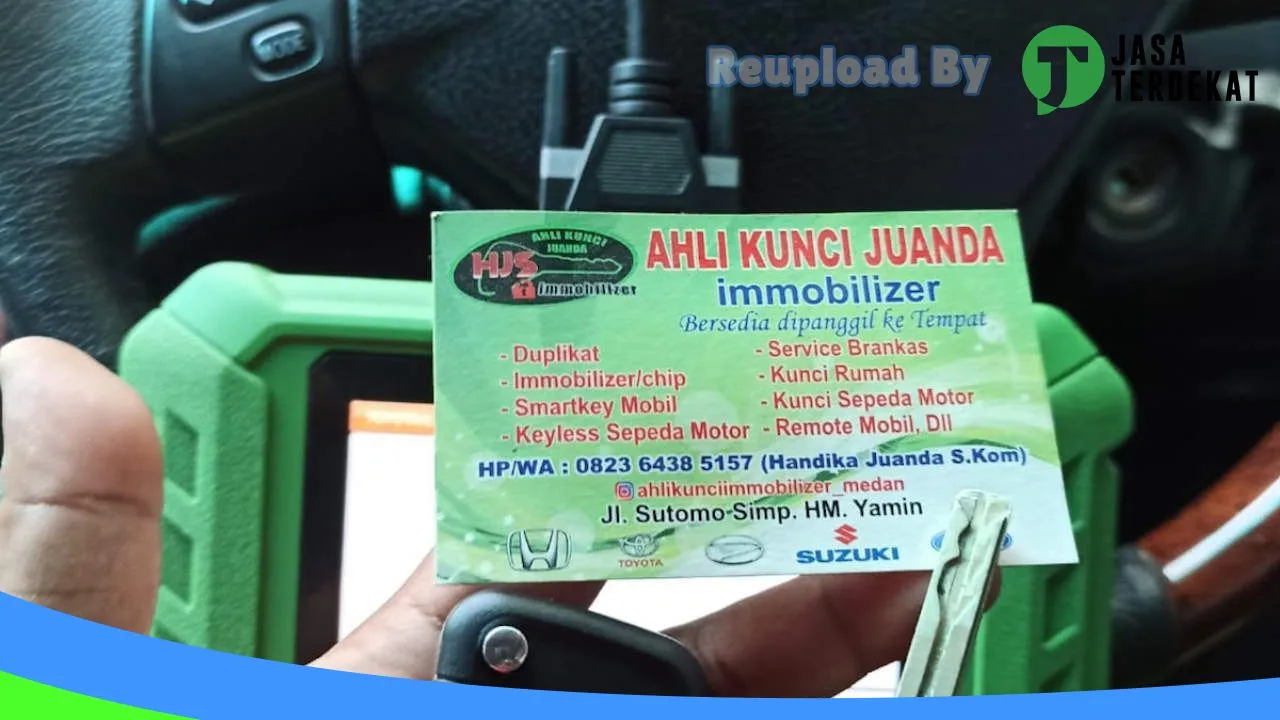 MODE
Reupload By
JASA
TERDEKAT
AHLI KUNCI
JUANDA
HJS
immobilizer
AHLI KUNCI JUANDA
immobilizer
Bersedia dipanggil ke Tempat
- Duplikat
- Immobilizer/chip
- Smartkey Mobil
- Keyless Sepeda Motor
- Service Brankas
- Kunci Rumah
- Kunci Sepeda Motor
- Remote Mobil, Dll
HP/WA : 0823 6438 5157 (Handika Juanda S.Kom)
ahlikunciimmobilizer_medan
Jl. Sutomo-Simp. HM. Yamin
TOYOTA
SUZUKI